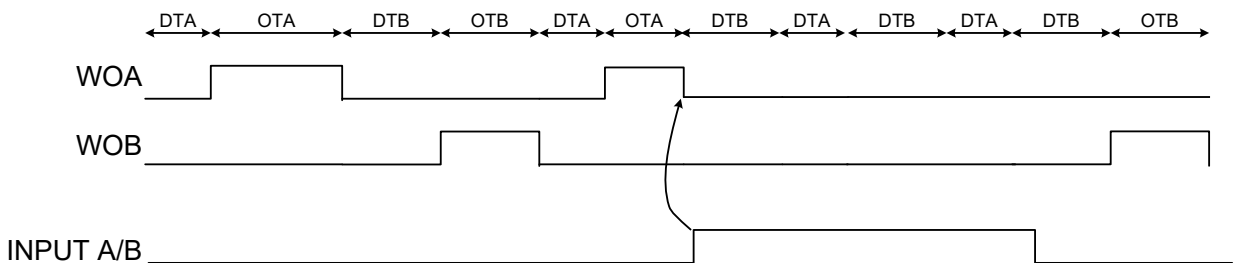 DTA OTA DTB OTB DTA OTA DTB DTA DTB DTA DTB OTB
WOA
WOB
INPUT A/B